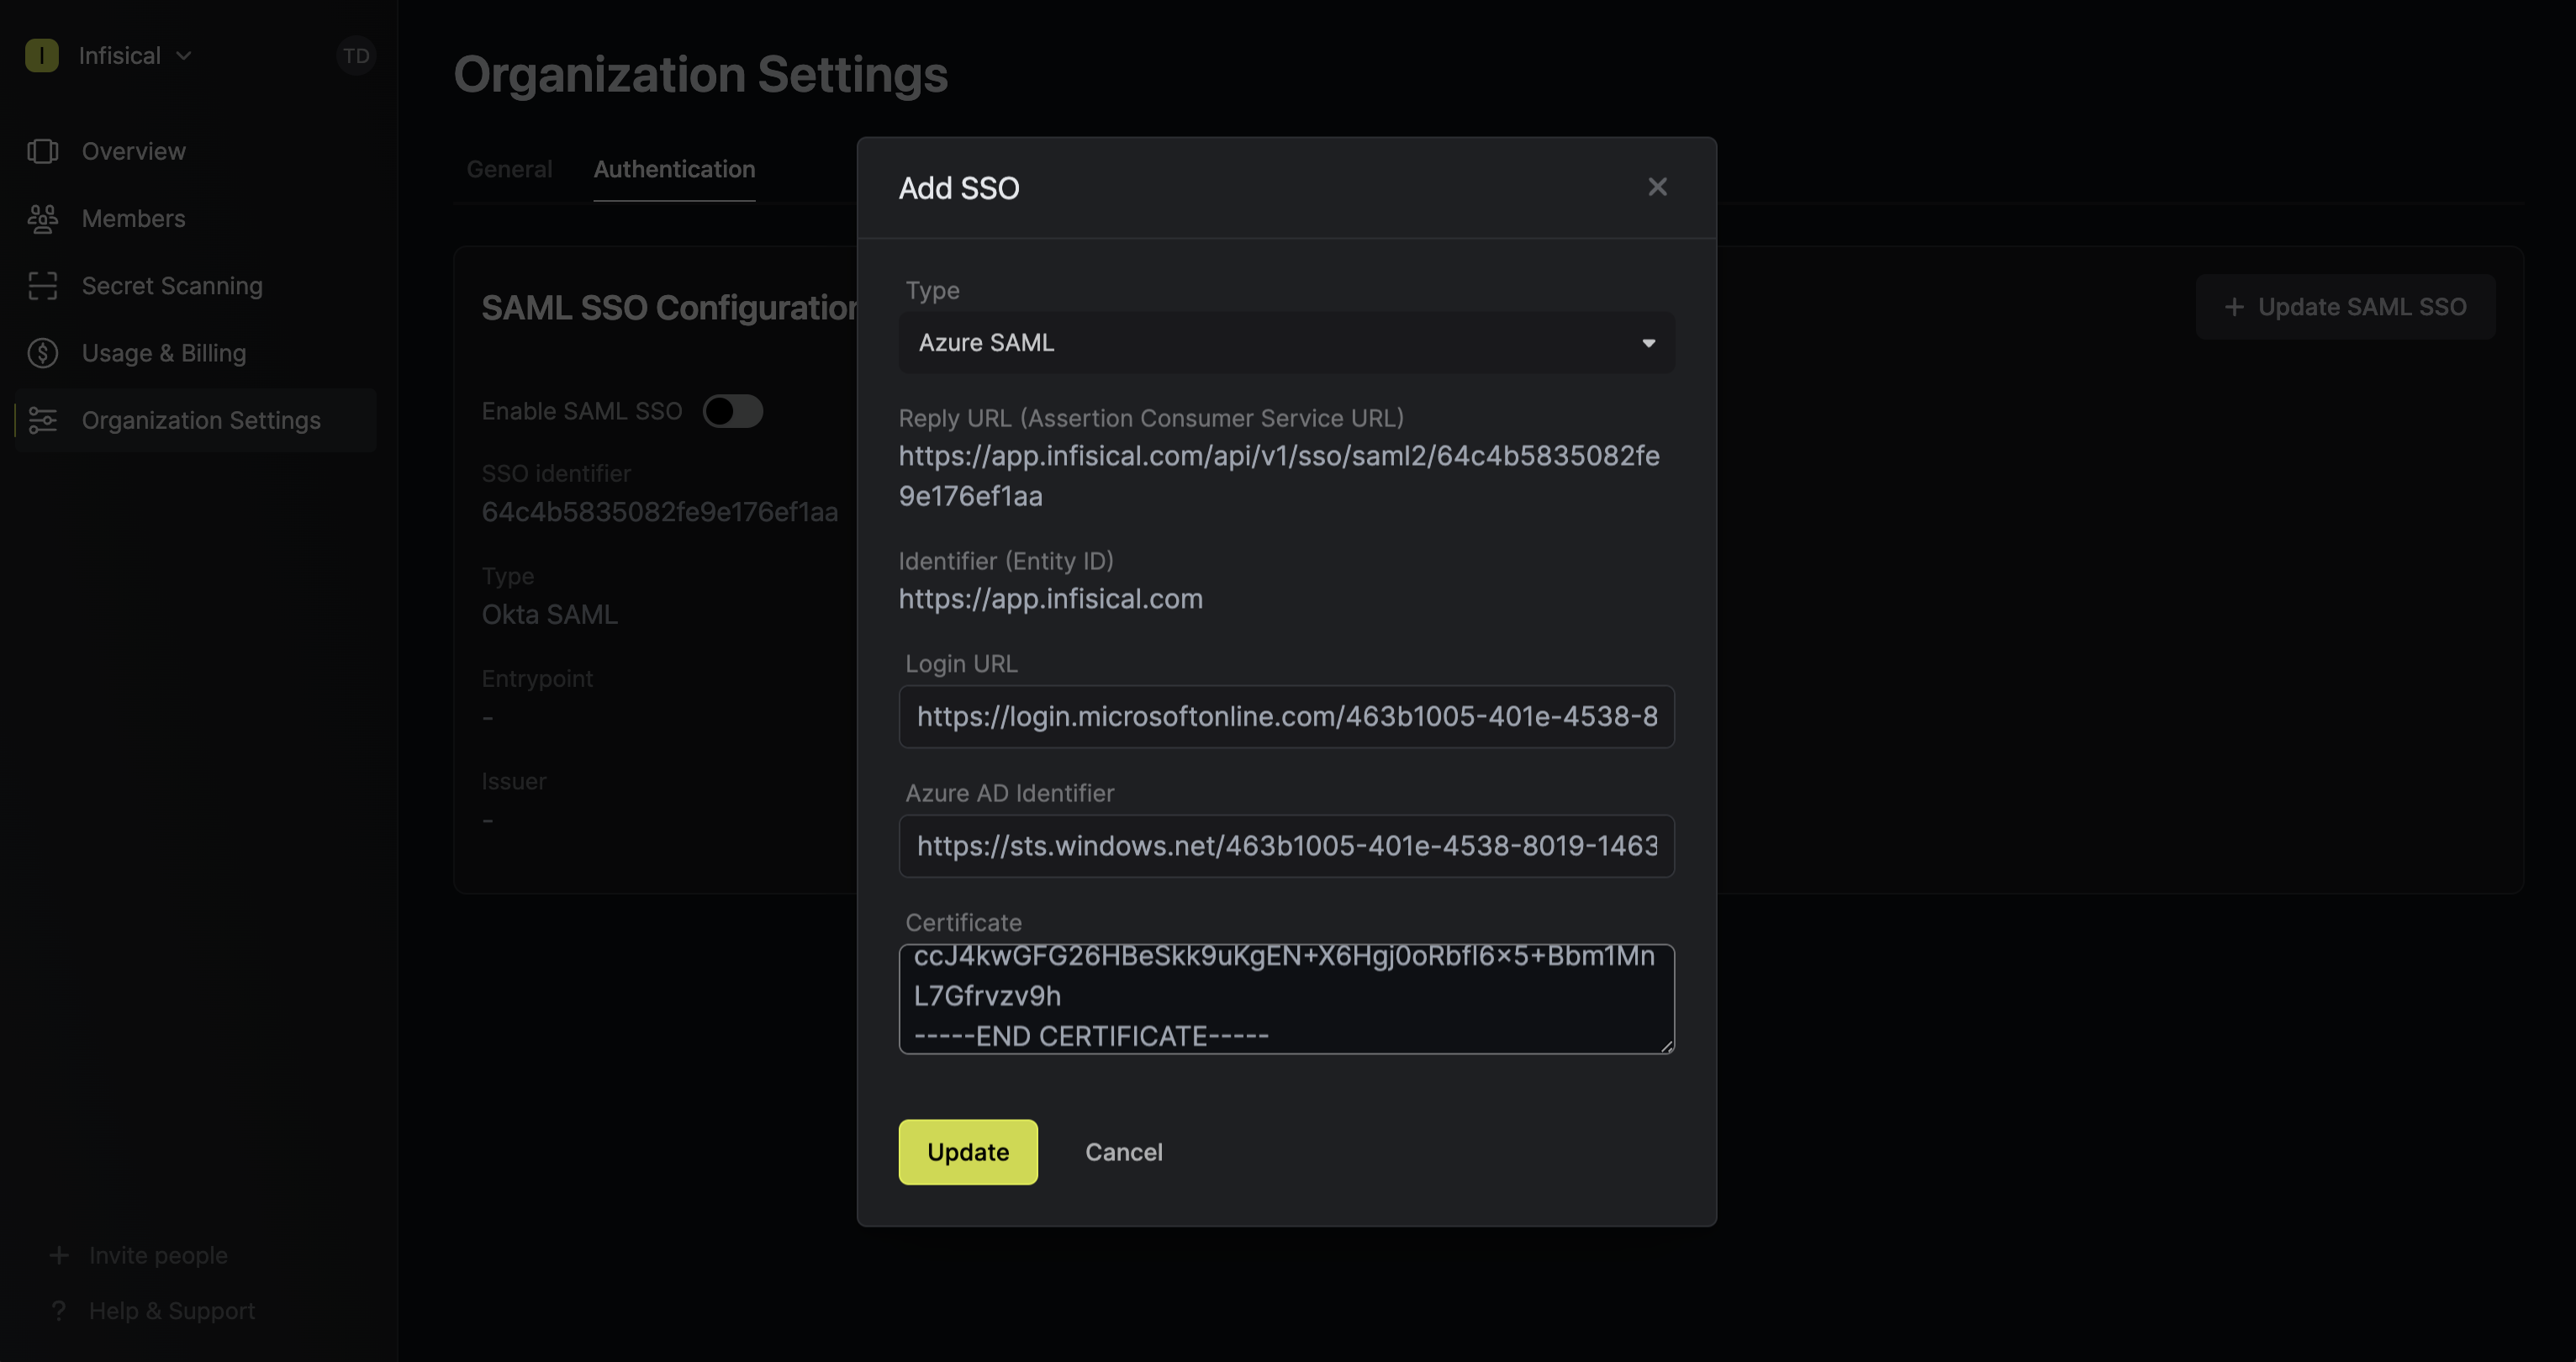 I Infisical TD
Overview
Members
Secret Scanning
Usage & Billing
Organization Settings
Invite people
Help & Support
Organization Settings
General Authentication
SAML SSO Configuration
Update SAML SSO
Enable SAML SSO
SSO identifier
64c4b5835082fe9e176ef1aa
Type
Okta SAML
Entrypoint
-
Issuer
-
Add SSO
Type
Azure SAML
Reply URL (Assertion Consumer Service URL)
https://app.infisical.com/api/v1/sso/saml2/64c4b5835082fe
9e176ef1aa
Identifier (Entity ID)
https://app.infisical.com
Login URL
https://login.microsoftonline.com/463b1005-401e-4538-8
Azure AD Identifier
https://sts.windows.net/463b1005-401e-4538-8019-1463
Certificate
ccJ4kwGFG26HBeSkk9uKgEN+X6Hgj0oRbfI6x5+Bbm1Mn
L7Gfrvzv9h
-----END CERTIFICATE-----
Update Cancel